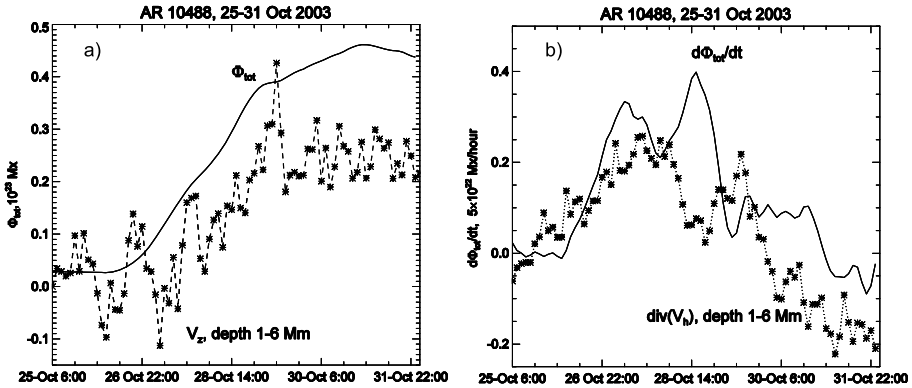 AR 10488, 25-31 Oct 2003
a)
Φtot
Φtot, 10²³ Mx
0.5
0.4
0.3
0.2
0.1
0.0
-0.1
Vz, depth 1-6 Mm
25-Oct 6:00 26-Oct 22:00 28-Oct 14:00 30-Oct 6:00 31-Oct 22:00
AR 10488, 25-31 Oct 2003
b)
dΦtot/dt
dΦtot/dt, 5×10²² Mx/hour
0.4
0.2
0.0
-0.2
div(Vh), depth 1-6 Mm
25-Oct 6:00 26-Oct 22:00 28-Oct 14:00 30-Oct 6:00 31-Oct 22:00